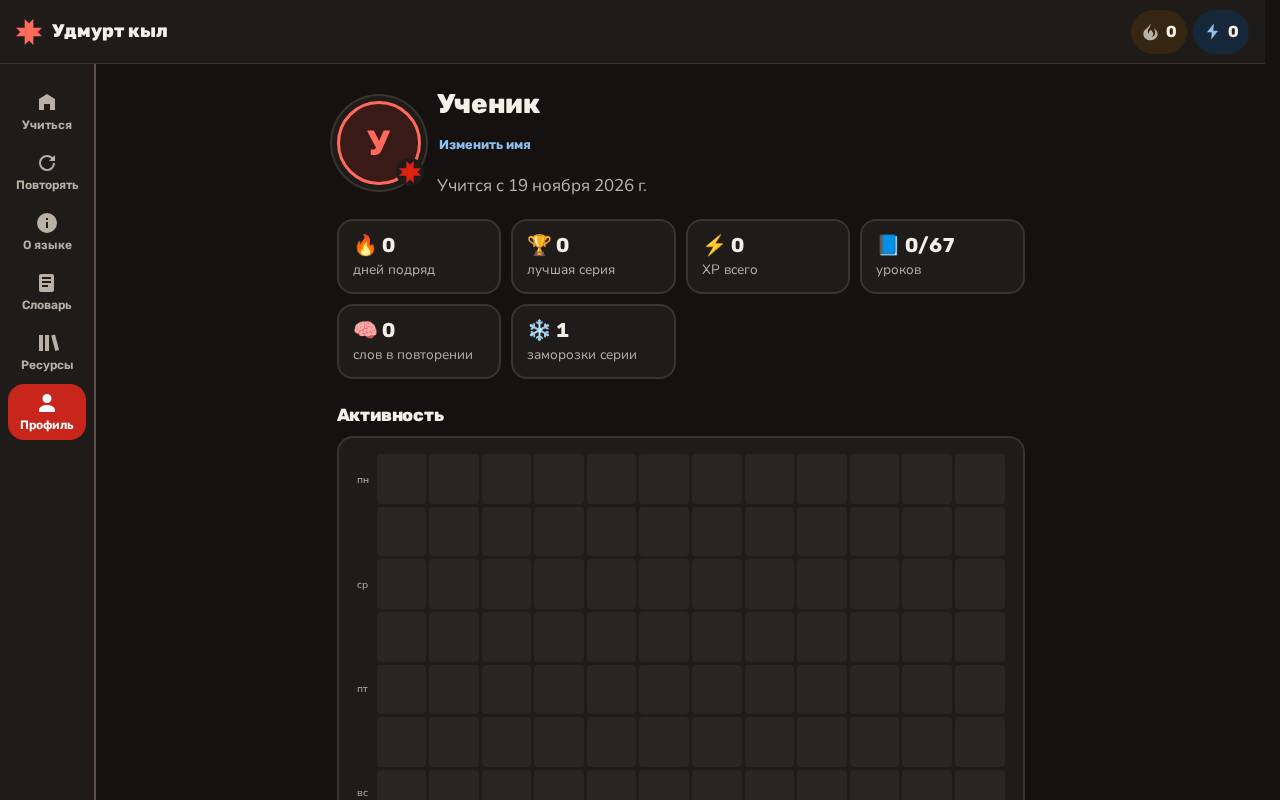 Удмурт кыл
0
0
Учиться
Повторять
О языке
Словарь
Ресурсы
Профиль
У
Ученик
Изменить имя
Учится с 19 ноября 2026 г.
0
дней подряд
0
лучшая серия
0
XP всего
0/67
уроков
0
слов в повторении
1
заморозки серии
Активность
пн
ср
пт
вс